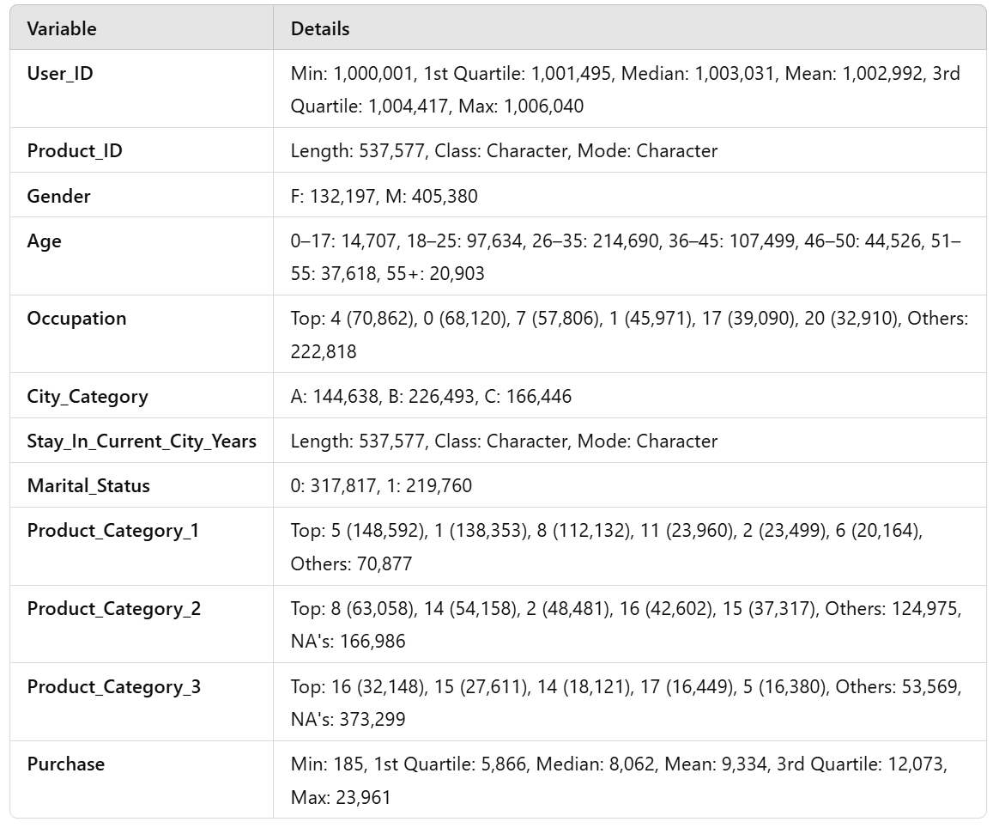 Variable Details
User_ID Min: 1,000,001, 1st Quartile: 1,001,495, Median: 1,003,031, Mean: 1,002,992, 3rd
Quartile: 1,004,417, Max: 1,006,040
Product_ID Length: 537,577, Class: Character, Mode: Character
Gender F: 132,197, M: 405,380
Age 0–17: 14,707, 18–25: 97,634, 26–35: 214,690, 36–45: 107,499, 46–50: 44,526, 51–
55: 37,618, 55+: 20,903
Occupation Top: 4 (70,862), 0 (68,120), 7 (57,806), 1 (45,971), 17 (39,090), 20 (32,910), Others:
222,818
City_Category A: 144,638, B: 226,493, C: 166,446
Stay_In_Current_City_Years Length: 537,577, Class: Character, Mode: Character
Marital_Status 0: 317,817, 1: 219,760
Product_Category_1 Top: 5 (148,592), 1 (138,353), 8 (112,132), 11 (23,960), 2 (23,499), 6 (20,164),
Others: 70,877
Product_Category_2 Top: 8 (63,058), 14 (54,158), 2 (48,481), 16 (42,602), 15 (37,317), Others: 124,975,
NA's: 166,986
Product_Category_3 Top: 16 (32,148), 15 (27,611), 14 (18,121), 17 (16,449), 5 (16,380), Others: 53,569,
NA's: 373,299
Purchase Min: 185, 1st Quartile: 5,866, Median: 8,062, Mean: 9,334, 3rd Quartile: 12,073,
Max: 23,961